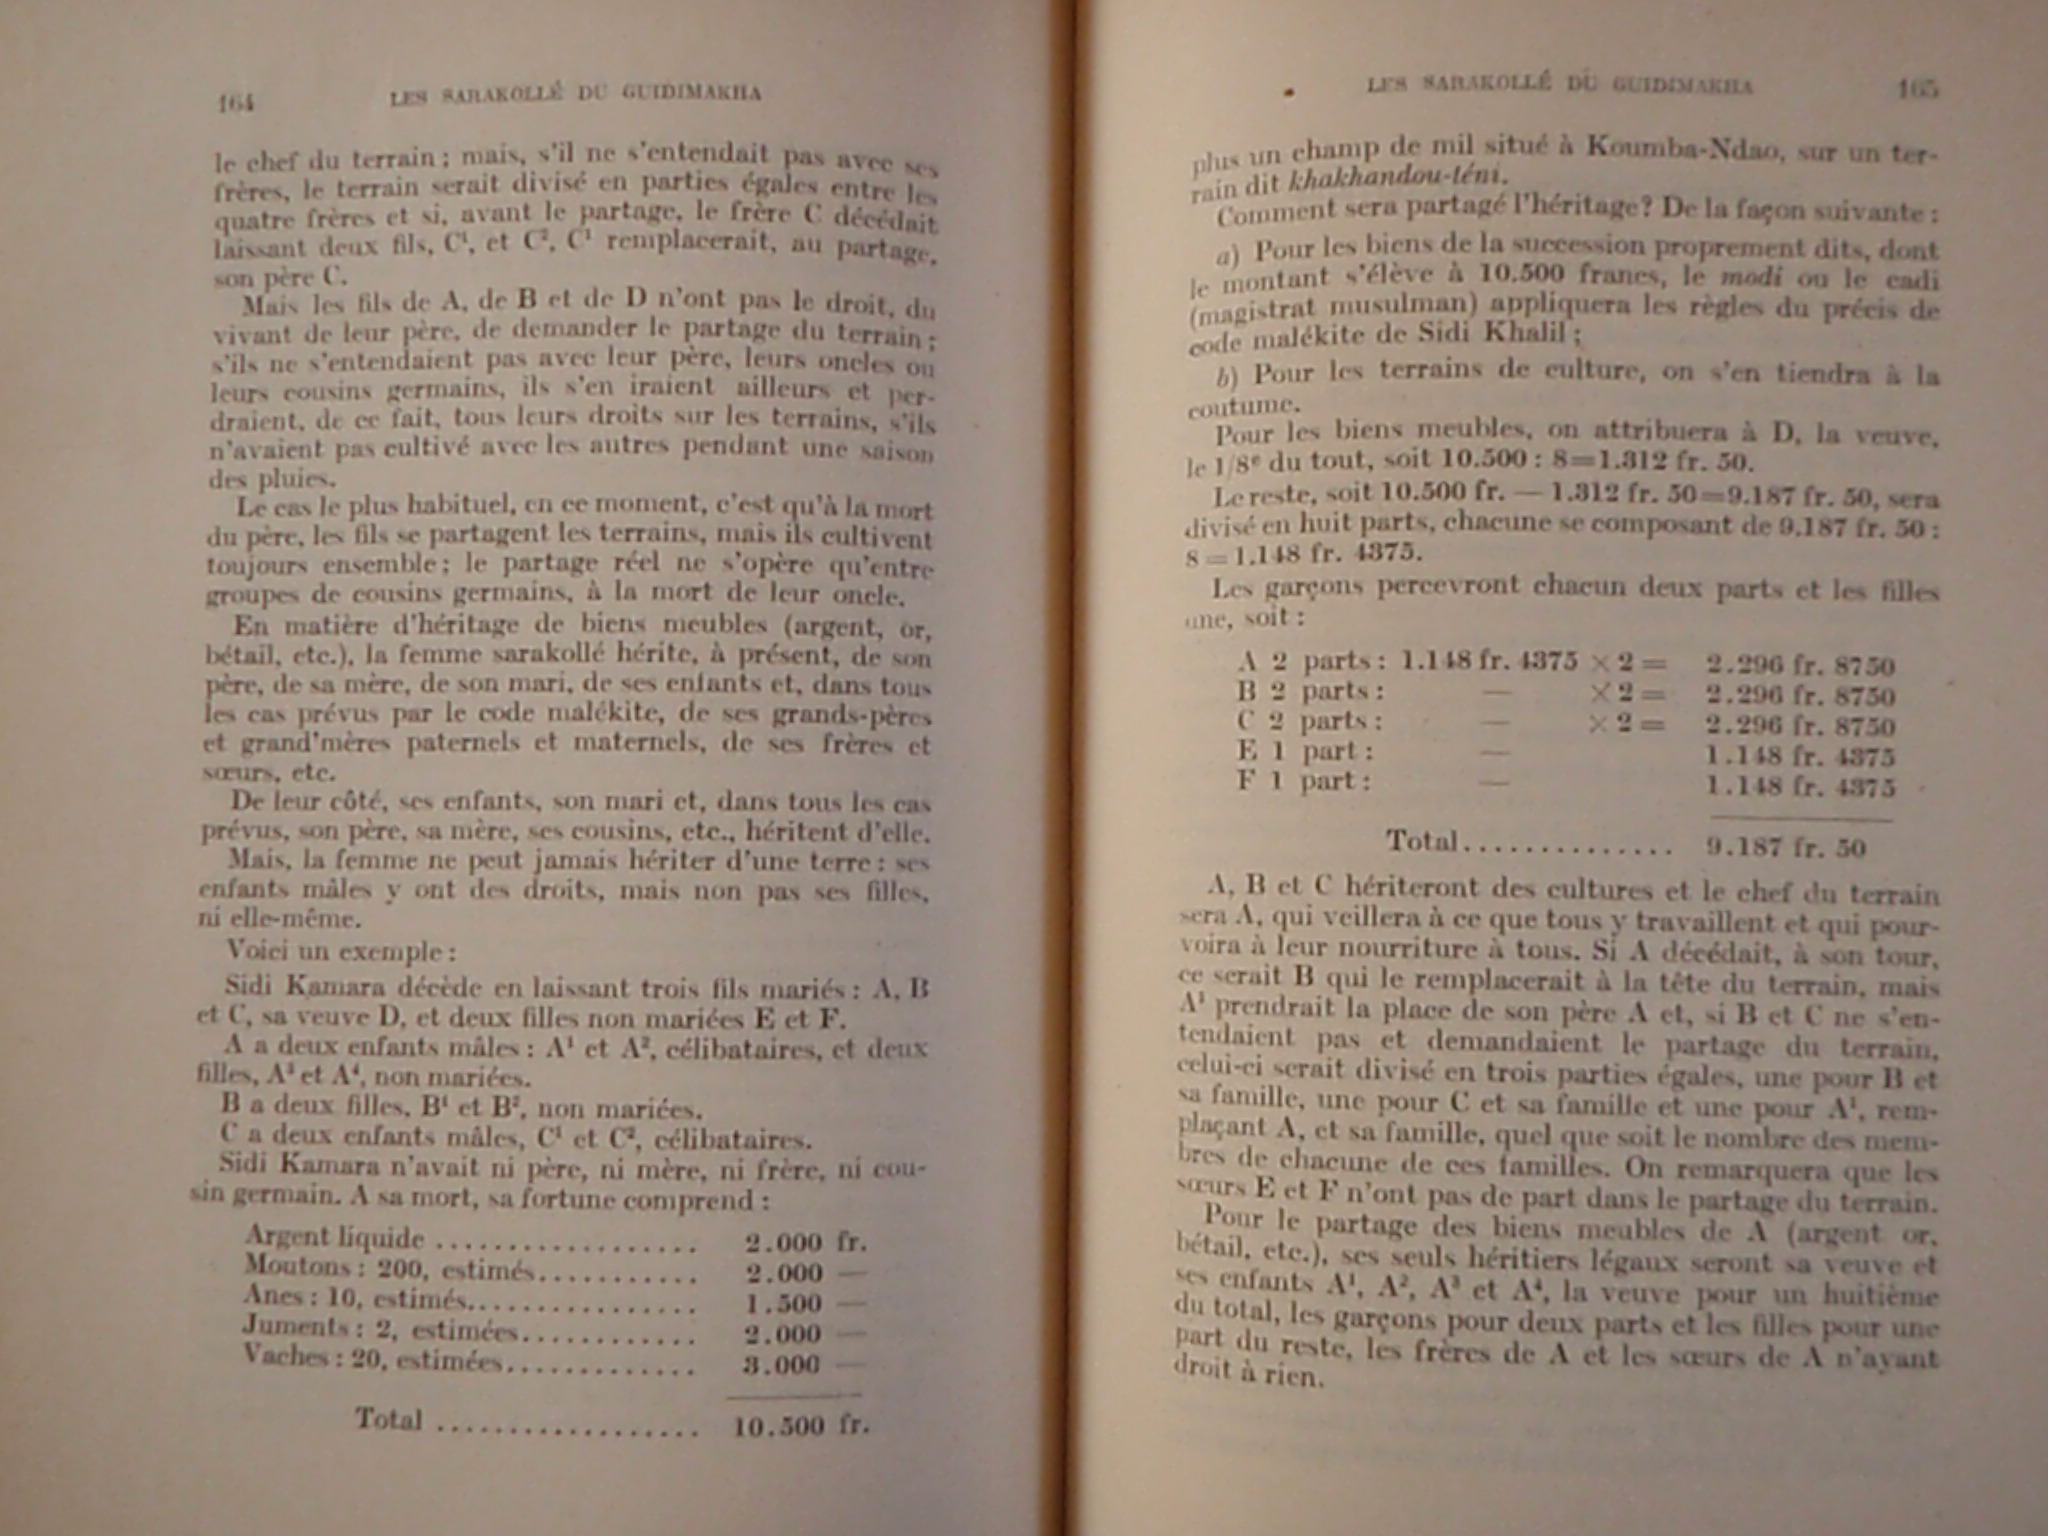 164 LES SARAKOLLÉ DU GUIDIMAKHA
le chef du terrain ; mais, s'il ne s'entendait pas avec ses
frères, le terrain serait divisé en parties égales entre les
quatre frères et si, avant le partage, le frère C décédait
laissant deux fils, C¹, et C², C¹ remplacerait, au partage,
son père C.
Mais les fils de A, de B et de D n'ont pas le droit, du
vivant de leur père, de demander le partage du terrain ;
s'ils ne s'entendaient pas avec leur père, leurs oncles ou
leurs cousins germains, ils s'en iraient ailleurs et per-
draient, de ce fait, tous leurs droits sur les terrains, s'ils
n'avaient pas cultivé avec les autres pendant une saison
des pluies.
Le cas le plus habituel, en ce moment, c'est qu'à la mort
du père, les fils se partagent les terrains, mais ils cultivent
toujours ensemble ; le partage réel ne s'opère qu'entre
groupes de cousins germains, à la mort de leur oncle.
En matière d'héritage de biens meubles (argent, or,
bétail, etc.), la femme sarakollé hérite, à présent, de son
père, de sa mère, de son mari, de ses enfants et, dans tous
les cas prévus par le code malékite, de ses grands-pères
et grand'mères paternels et maternels, de ses frères et
sœurs, etc.
De leur côté, ses enfants, son mari et, dans tous les cas
prévus, son père, sa mère, ses cousins, etc., héritent d'elle.
Mais, la femme ne peut jamais hériter d'une terre : ses
enfants mâles y ont des droits, mais non pas ses filles,
ni elle-même.
Voici un exemple :
Sidi Kamara décède en laissant trois fils mariés : A, B
et C, sa veuve D, et deux filles non mariées E et F.
A a deux enfants mâles : A¹ et A², célibataires, et deux
filles, A³ et A⁴, non mariées.
B a deux filles, B¹ et B², non mariées.
C a deux enfants mâles, C¹ et C², célibataires.
Sidi Kamara n'avait ni père, ni mère, ni frère, ni cou-
sin germain. A sa mort, sa fortune comprend :
Argent liquide .................. 2.000 fr.
Moutons : 200, estimés........... 2.000 —
Anes : 10, estimés................ 1.500 —
Juments : 2, estimées............. 2.000 —
Vaches : 20, estimées.............. 3.000 —
Total .................. 10.500 fr.
LES SARAKOLLÉ DU GUIDIMAKHA 165
plus un champ de mil situé à Koumba-Ndao, sur un ter-
rain dit khakhandou-léni.
Comment sera partagé l'héritage? De la façon suivante :
a) Pour les biens de la succession proprement dits, dont
le montant s'élève à 10.500 francs, le modi ou le cadi
(magistrat musulman) appliquera les règles du précis de
code malékite de Sidi Khalil ;
b) Pour les terrains de culture, on s'en tiendra à la
coutume.
Pour les biens meubles, on attribuera à D, la veuve,
le 1/8e du tout, soit 10.500 : 8=1.312 fr. 50.
Le reste, soit 10.500 fr. — 1.312 fr. 50=9.187 fr. 50, sera
divisé en huit parts, chacune se composant de 9.187 fr. 50 :
8 = 1.148 fr. 4375.
Les garçons percevront chacun deux parts et les filles
une, soit :
A 2 parts : 1.148 fr. 4375 × 2 = 2.296 fr. 8750
B 2 parts : — × 2 = 2.296 fr. 8750
C 2 parts : — × 2 = 2.296 fr. 8750
E 1 part : — 1.148 fr. 4375
F 1 part : — 1.148 fr. 4375
Total............... 9.187 fr. 50
A, B et C hériteront des cultures et le chef du terrain
sera A, qui veillera à ce que tous y travaillent et qui pour-
voira à leur nourriture à tous. Si A décédait, à son tour,
ce serait B qui le remplacerait à la tête du terrain, mais
A¹ prendrait la place de son père A et, si B et C ne s'en-
tendaient pas et demandaient le partage du terrain,
celui-ci serait divisé en trois parties égales, une pour B et
sa famille, une pour C et sa famille et une pour A¹, rem-
plaçant A, et sa famille, quel que soit le nombre des mem-
bres de chacune de ces familles. On remarquera que les
sœurs E et F n'ont pas de part dans le partage du terrain.
Pour le partage des biens meubles de A (argent or,
bétail, etc.), ses seuls héritiers légaux seront sa veuve et
ses enfants A¹, A², A³ et A⁴, la veuve pour un huitième
du total, les garçons pour deux parts et les filles pour une
part du reste, les frères de A et les sœurs de A n'ayant
droit à rien.